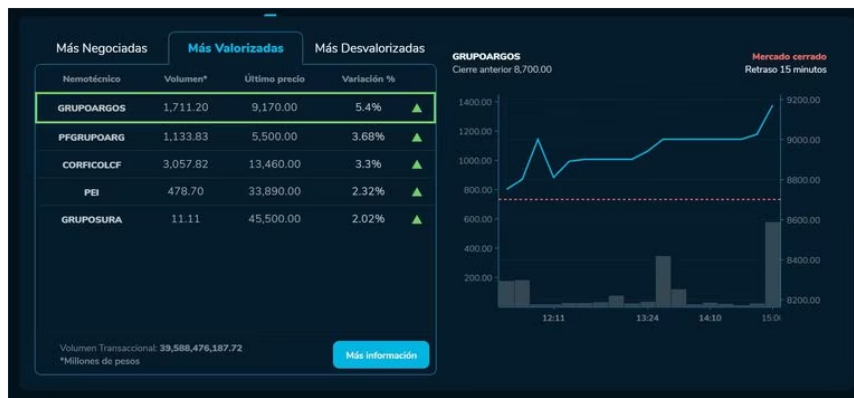 Más Negociadas
Más Valorizadas
Más Desvalorizadas
Nemotécnico Volumen* Último precio Variación %
GRUPOARGOS 1,711.20 9,170.00 5.4%
PFGRUPOARG 1,133.83 5,500.00 3.68%
CORFICOLCF 3,057.82 13,460.00 3.3%
PEI 478.70 33,890.00 2.32%
GRUPOSURA 11.11 45,500.00 2.02%
Volumen Transaccional: 39,588,476,187.72
*Millones de pesos
Más información
GRUPOARGOS
Cierre anterior 8,700.00
Mercado cerrado
Retraso 15 minutos
1400.00
1200.00
1000.00
800.00
600.00
400.00
200.00
9200.00
9000.00
8800.00
8600.00
8400.00
8200.00
12:11 13:24 14:10 15:0